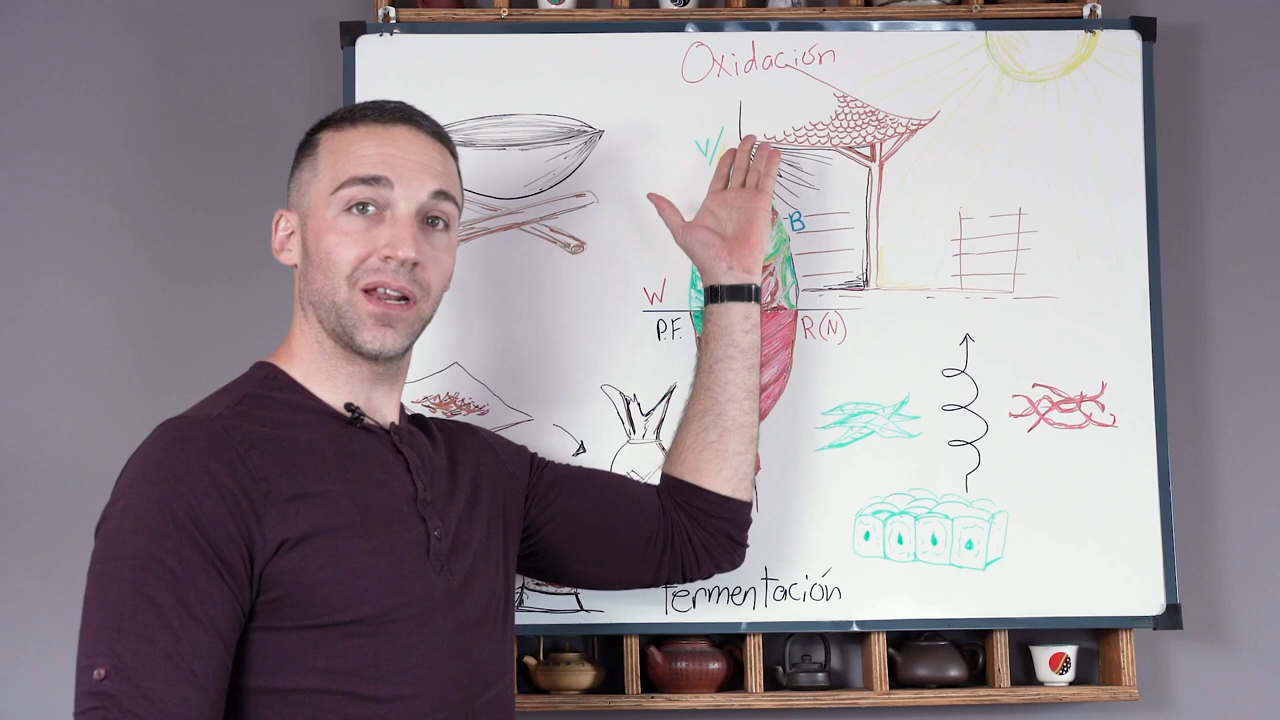 Oxidación
V/
B
W
P.F.
R(N)
fermentación